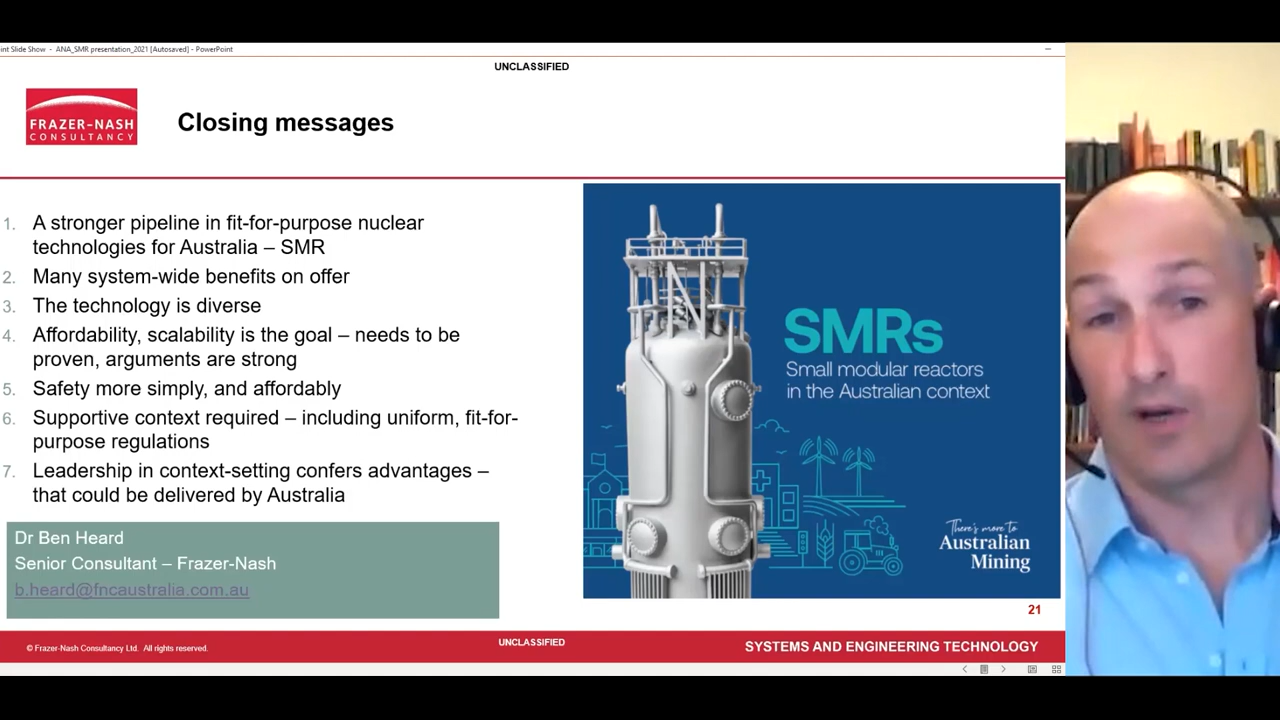 int Slide Show - ANA_SMR presentation_2021 [Autosaved] - PowerPoint
UNCLASSIFIED
FRAZER-NASH
CONSULTANCY
Closing messages
1. A stronger pipeline in fit-for-purpose nuclear
technologies for Australia – SMR
2. Many system-wide benefits on offer
3. The technology is diverse
4. Affordability, scalability is the goal – needs to be
proven, arguments are strong
5. Safety more simply, and affordably
6. Supportive context required – including uniform, fit-for-
purpose regulations
7. Leadership in context-setting confers advantages –
that could be delivered by Australia
Dr Ben Heard
Senior Consultant – Frazer-Nash
b.heard@fncaustralia.com.au
SMRs
Small modular reactors
in the Australian context
There's more to
Australian
Mining
21
© Frazer-Nash Consultancy Ltd. All rights reserved.
UNCLASSIFIED
SYSTEMS AND ENGINEERING TECHNOLOGY